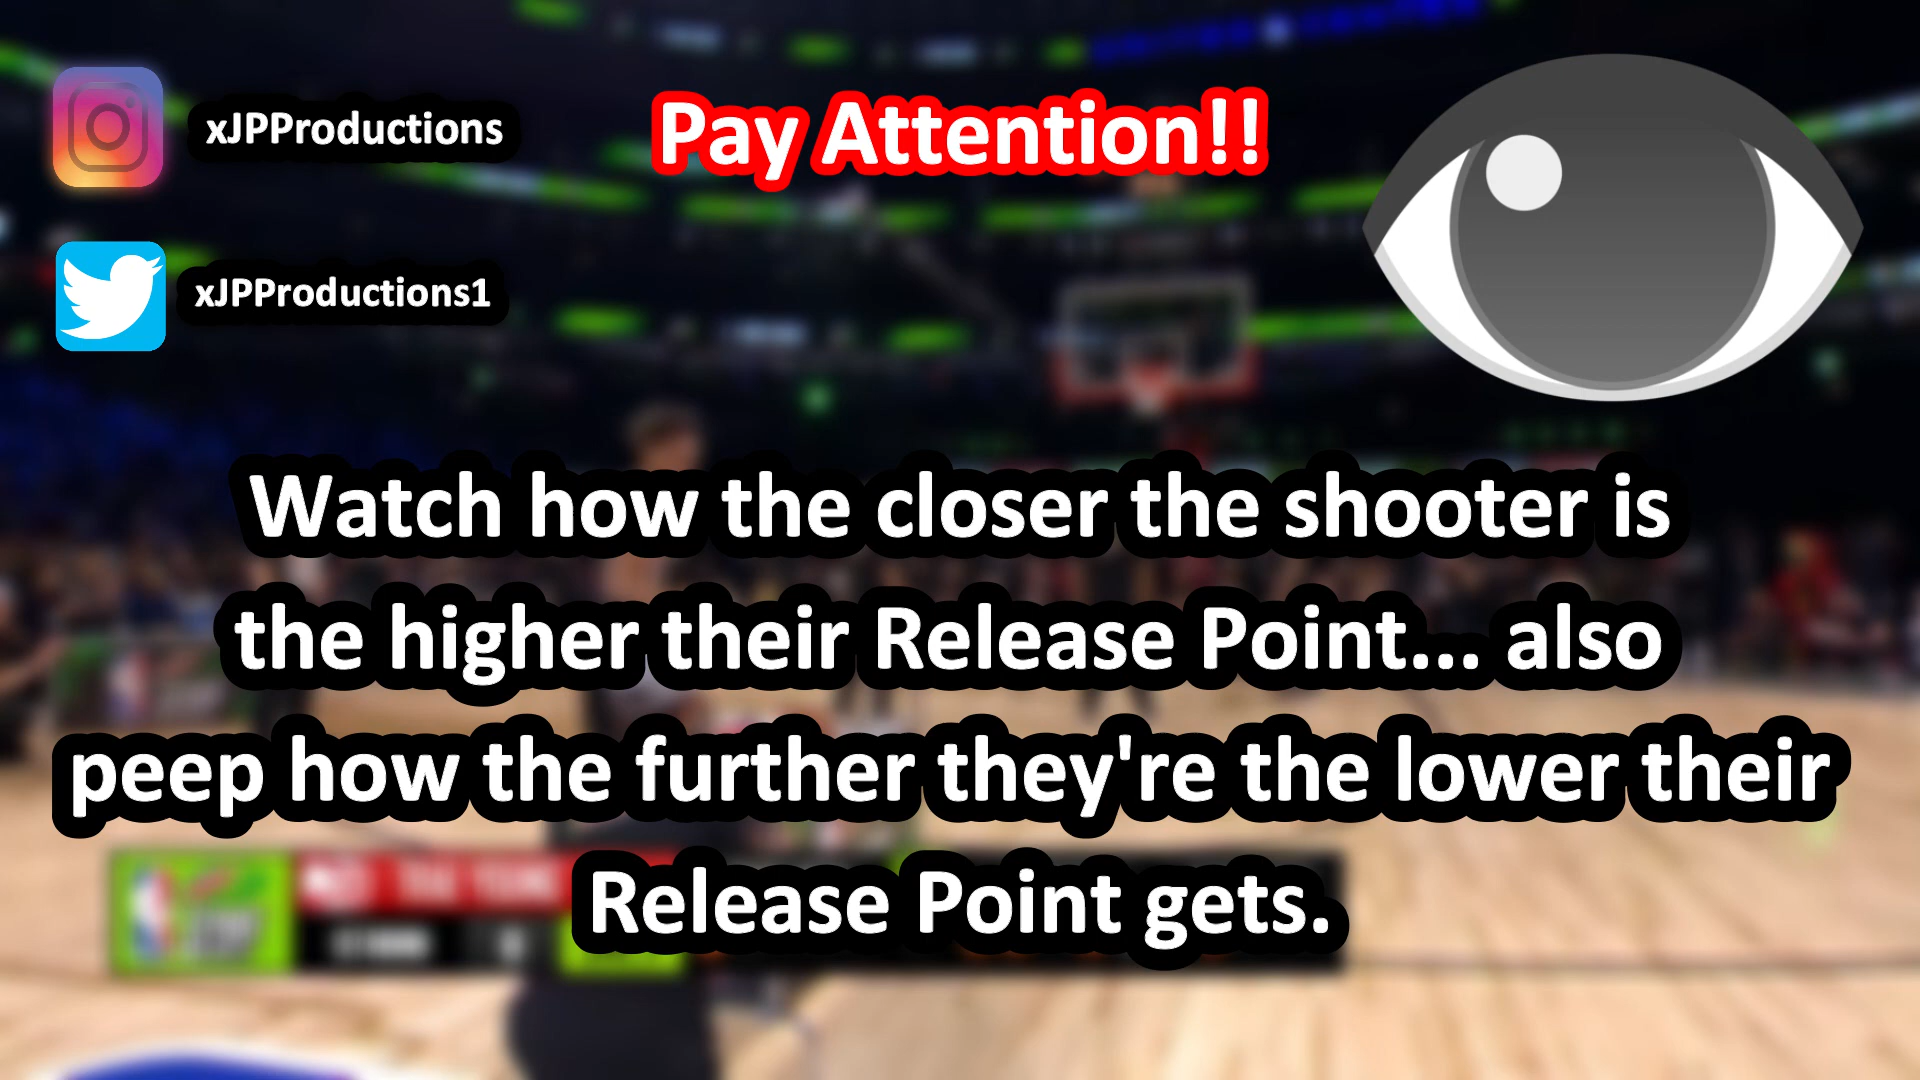 xJPProductions
Pay Attention!!
xJPProductions1
Watch how the closer the shooter is
the higher their Release Point... also
peep how the further they're the lower their
Release Point gets.